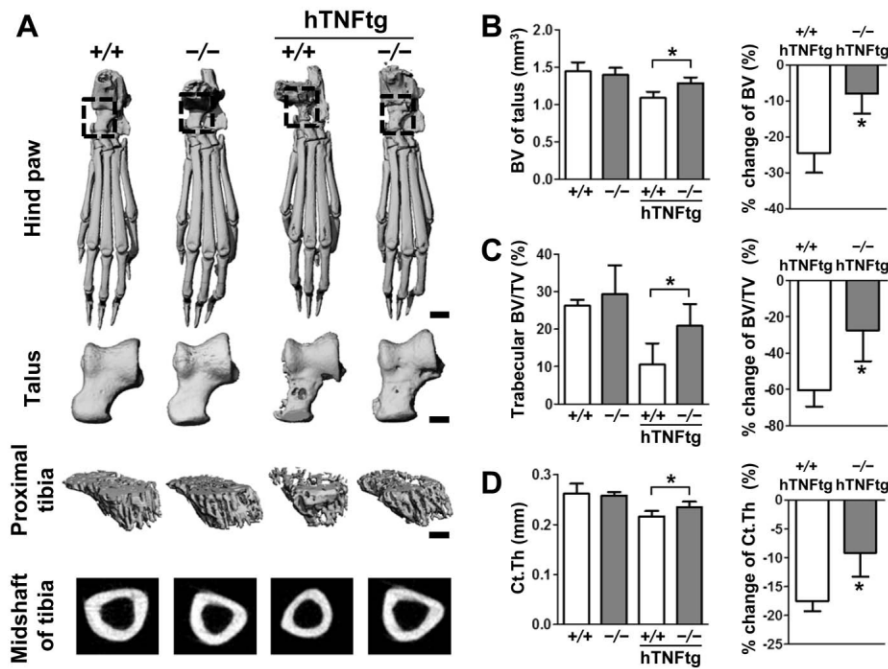 A
hTNFtg
+/+ −/− +/+ −/−
Hind paw
Talus
Proximal
tibia
Midshaft
of tibia
B
BV of talus (mm³)
2.0
1.5
1.0
0.5
0.0
*
+/+ −/− +/+ −/−
hTNFtg
% change of BV (%)
+/+ −/−
hTNFtg hTNFtg
0
-10
-20
-30
-40
*
C
Trabecular BV/TV (%)
40
30
20
10
0
*
+/+ −/− +/+ −/−
hTNFtg
% change of BV/TV (%)
+/+ −/−
hTNFtg hTNFtg
0
-20
-40
-60
-80
*
D
Ct.Th (mm)
0.3
0.2
0.1
0.0
*
+/+ −/− +/+ −/−
hTNFtg
% change of Ct.Th (%)
+/+ −/−
hTNFtg hTNFtg
0
-5
-10
-15
-20
-25
*